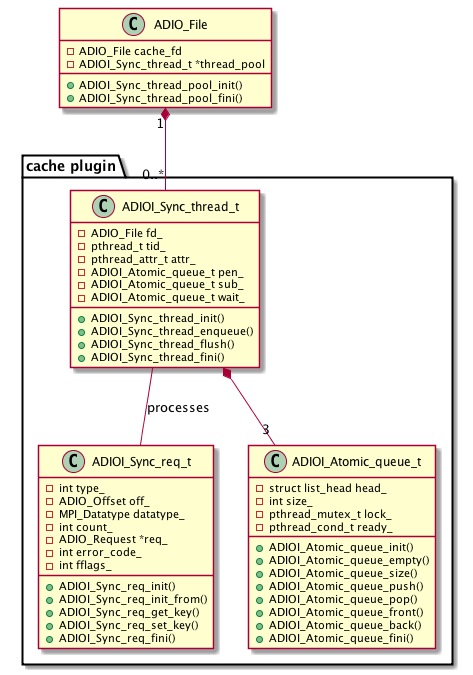 C ADIO_File
ADIO_File cache_fd
ADIOI_Sync_thread_t *thread_pool
ADIOI_Sync_thread_pool_init()
ADIOI_Sync_thread_pool_fini()
1
0..*
cache plugin
C ADIOI_Sync_thread_t
ADIO_File fd_
pthread_t tid_
pthread_attr_t attr_
ADIOI_Atomic_queue_t pen_
ADIOI_Atomic_queue_t sub_
ADIOI_Atomic_queue_t wait_
ADIOI_Sync_thread_init()
ADIOI_Sync_thread_enqueue()
ADIOI_Sync_thread_flush()
ADIOI_Sync_thread_fini()
processes
3
C ADIOI_Sync_req_t
int type_
ADIO_Offset off_
MPI_Datatype datatype_
int count_
ADIO_Request *req_
int error_code_
int fflags_
ADIOI_Sync_req_init()
ADIOI_Sync_req_init_from()
ADIOI_Sync_req_get_key()
ADIOI_Sync_req_set_key()
ADIOI_Sync_req_fini()
C ADIOI_Atomic_queue_t
struct list_head head_
int size_
pthread_mutex_t lock_
pthread_cond_t ready_
ADIOI_Atomic_queue_init()
ADIOI_Atomic_queue_empty()
ADIOI_Atomic_queue_size()
ADIOI_Atomic_queue_push()
ADIOI_Atomic_queue_pop()
ADIOI_Atomic_queue_front()
ADIOI_Atomic_queue_back()
ADIOI_Atomic_queue_fini()